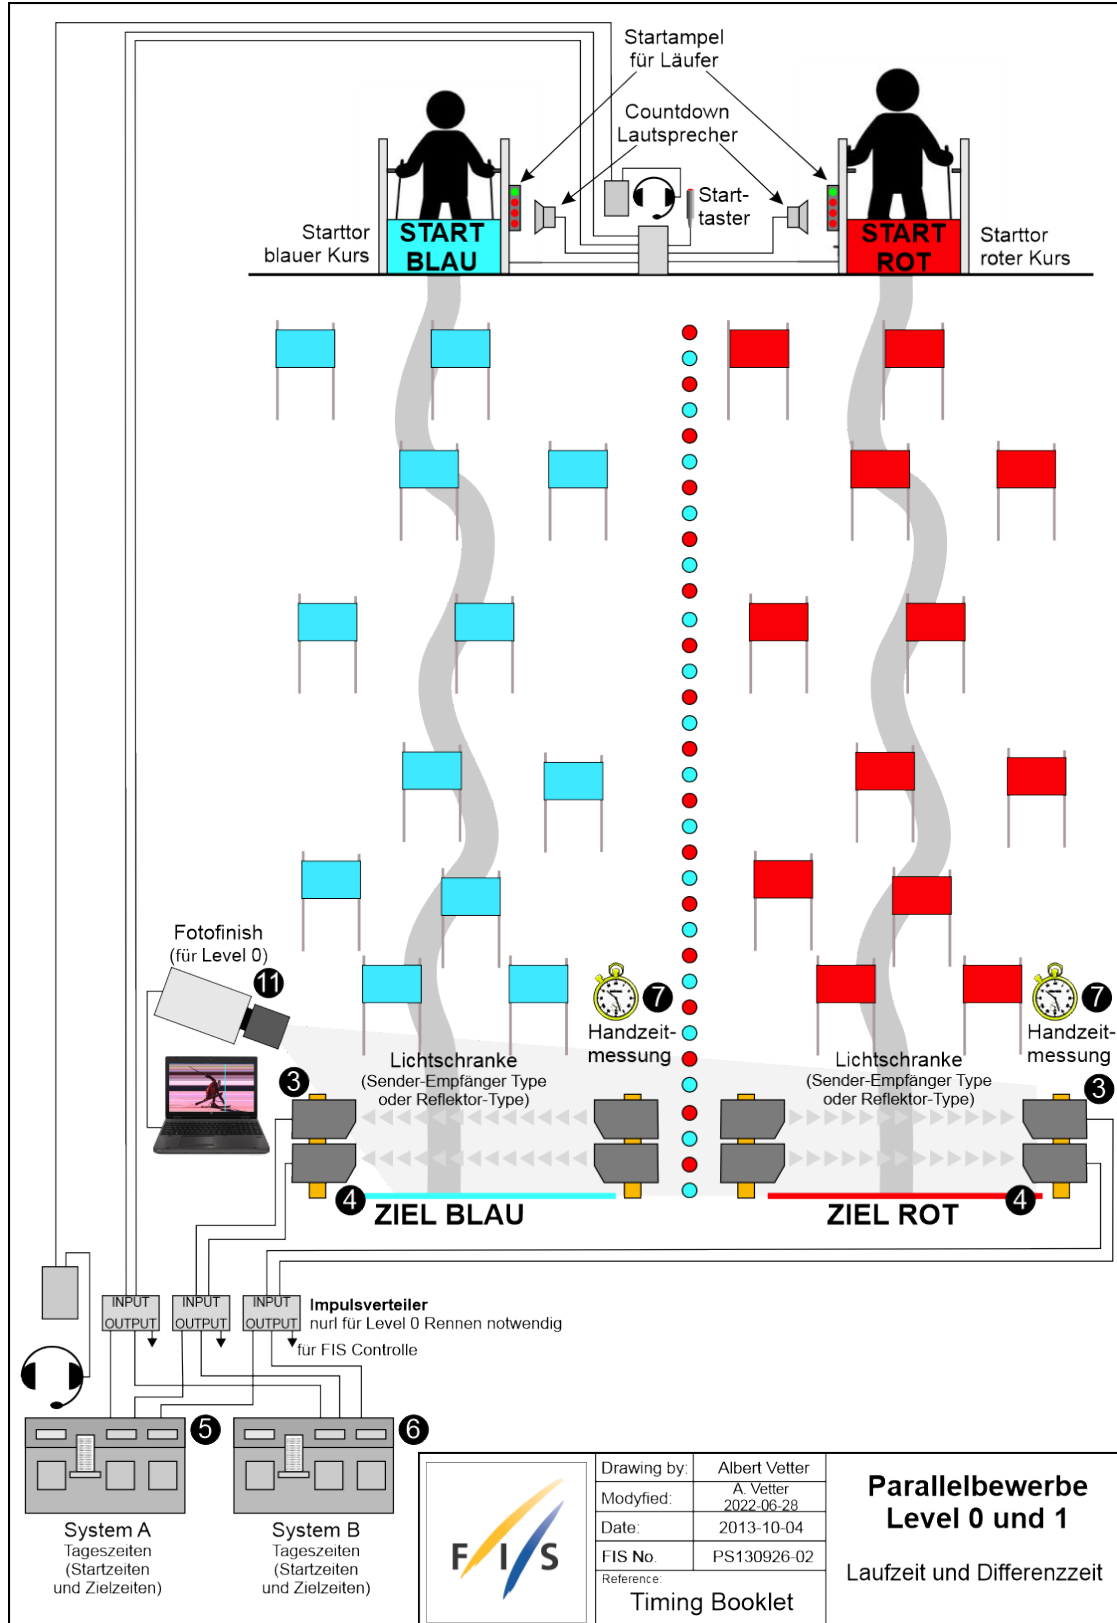 Startampel
für Läufer
Countdown
Lautsprecher
Start-
taster
START
BLAU
START
ROT
Starttor
blauer Kurs
Starttor
roter Kurs
Fotofinish
(für Level 0)
11
7
Handzeit-
messung
7
Handzeit-
messung
Lichtschranke
(Sender-Empfänger Type
oder Reflektor-Type)
Lichtschranke
(Sender-Empfänger Type
oder Reflektor-Type)
3
3
4
4
ZIEL BLAU
ZIEL ROT
INPUT
OUTPUT
INPUT
OUTPUT
INPUT
OUTPUT
Impulsverteiler
nurl für Level 0 Rennen notwendig
für FIS Controlle
5
6
System A
Tageszeiten
(Startzeiten
und Zielzeiten)
System B
Tageszeiten
(Startzeiten
und Zielzeiten)
FIS
Drawing by: Albert Vetter
Modyfied: A. Vetter
2022-06-28
Date: 2013-10-04
FIS No. PS130926-02
Reference:
Timing Booklet
Parallelbewerbe
Level 0 und 1
Laufzeit und Differenzzeit